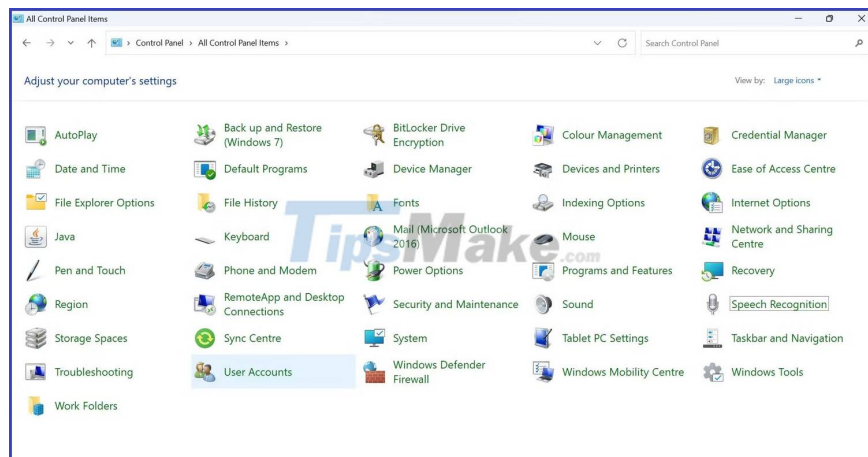 All Control Panel Items
Control Panel > All Control Panel Items >
Search Control Panel
Adjust your computer's settings
View by: Large icons
AutoPlay
Back up and Restore
(Windows 7)
BitLocker Drive
Encryption
Colour Management
Credential Manager
Date and Time
Default Programs
Device Manager
Devices and Printers
Ease of Access Centre
File Explorer Options
File History
Fonts
Indexing Options
Internet Options
Java
Keyboard
Mail (Microsoft Outlook
2016)
Mouse
Network and Sharing
Centre
Pen and Touch
Phone and Modem
Power Options
Programs and Features
Recovery
Region
RemoteApp and Desktop
Connections
Security and Maintenance
Sound
Speech Recognition
Storage Spaces
Sync Centre
System
Tablet PC Settings
Taskbar and Navigation
Troubleshooting
User Accounts
Windows Defender
Firewall
Windows Mobility Centre
Windows Tools
Work Folders
TipsMake.com